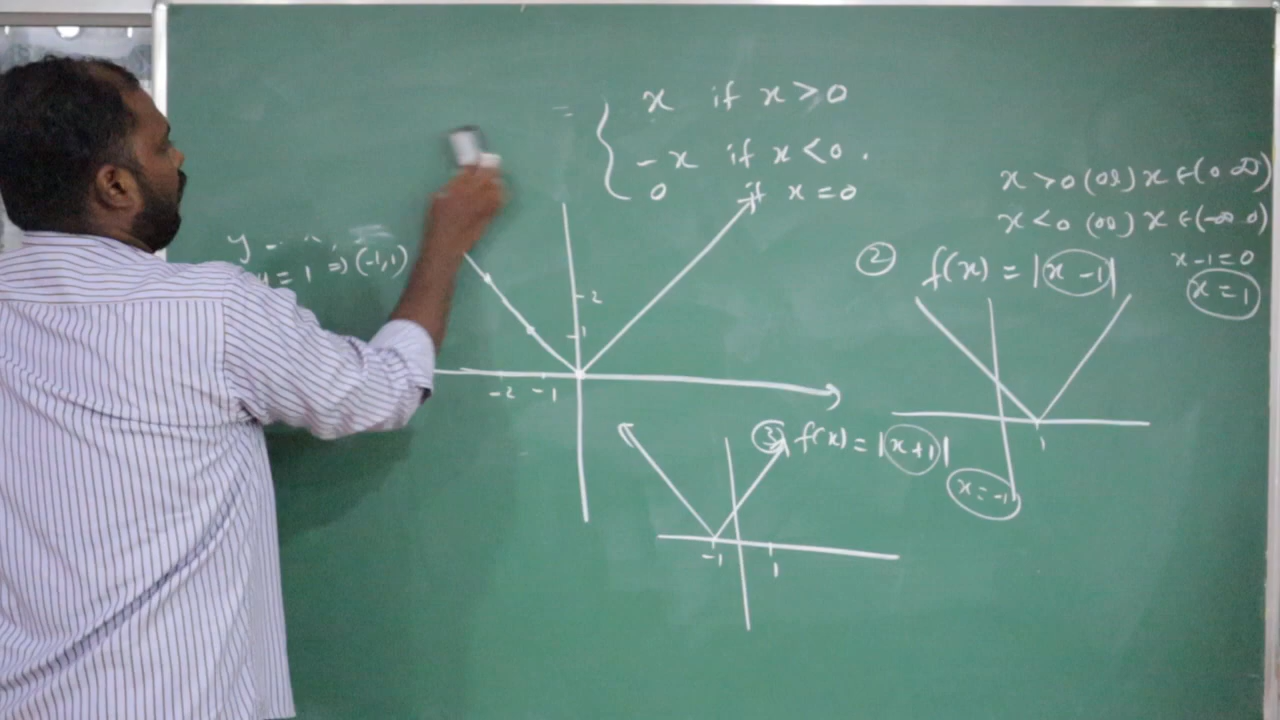 = { x if x > 0
- x if x < 0 .
0 if x = 0
x > 0 (or) x ∈ (0 ∞)
x < 0 (or) x ∈ (-∞ 0)
= 1 ⇒ (-1,1)
② f(x) = |x - 1|
x - 1 = 0
x = 1
2
1
-2 -1
1
③ f(x) = |x + 1|
x = -1
-1 1